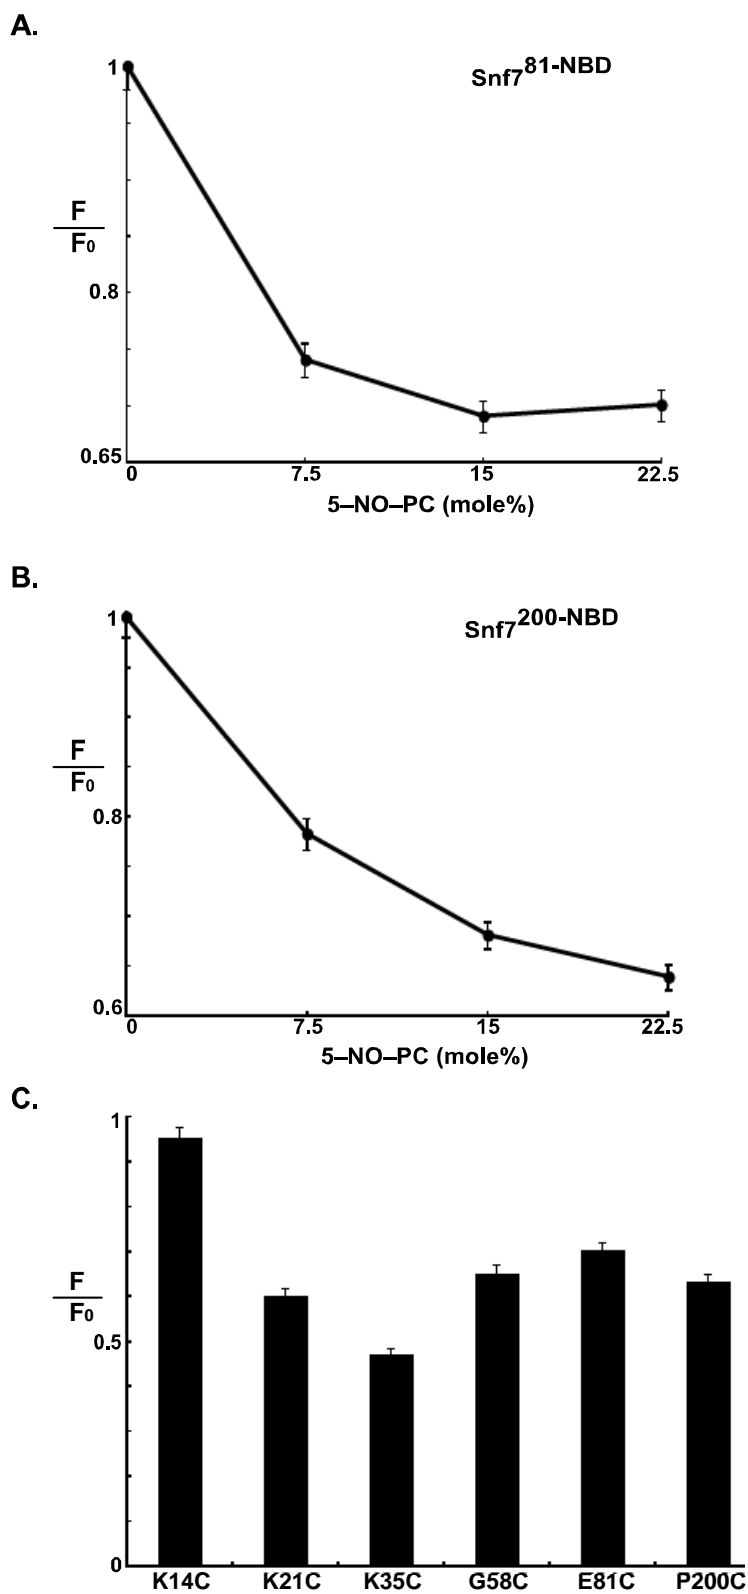 A.
Snf7^81-NBD
1
F
F0
0.8
0.65
0 7.5 15 22.5
5–NO–PC (mole%)
B.
Snf7^200-NBD
1
F
F0
0.8
0.6
0 7.5 15 22.5
5–NO–PC (mole%)
C.
1
F
F0
0.5
0
K14C K21C K35C G58C E81C P200C